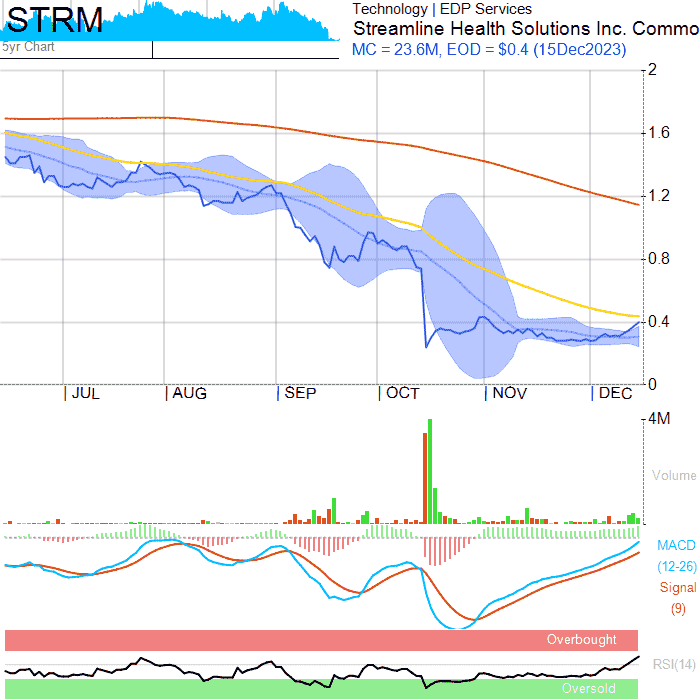 STRM
5yr Chart
Technology | EDP Services
Streamline Health Solutions Inc. Commo
MC = 23.6M, EOD = $0.4 (15Dec2023)
2
1.6
1.2
0.8
0.4
0
| JUL | AUG | SEP | OCT | NOV | DEC
4M
Volume
MACD
(12-26)
Signal
(9)
Overbought
RSI(14)
Oversold